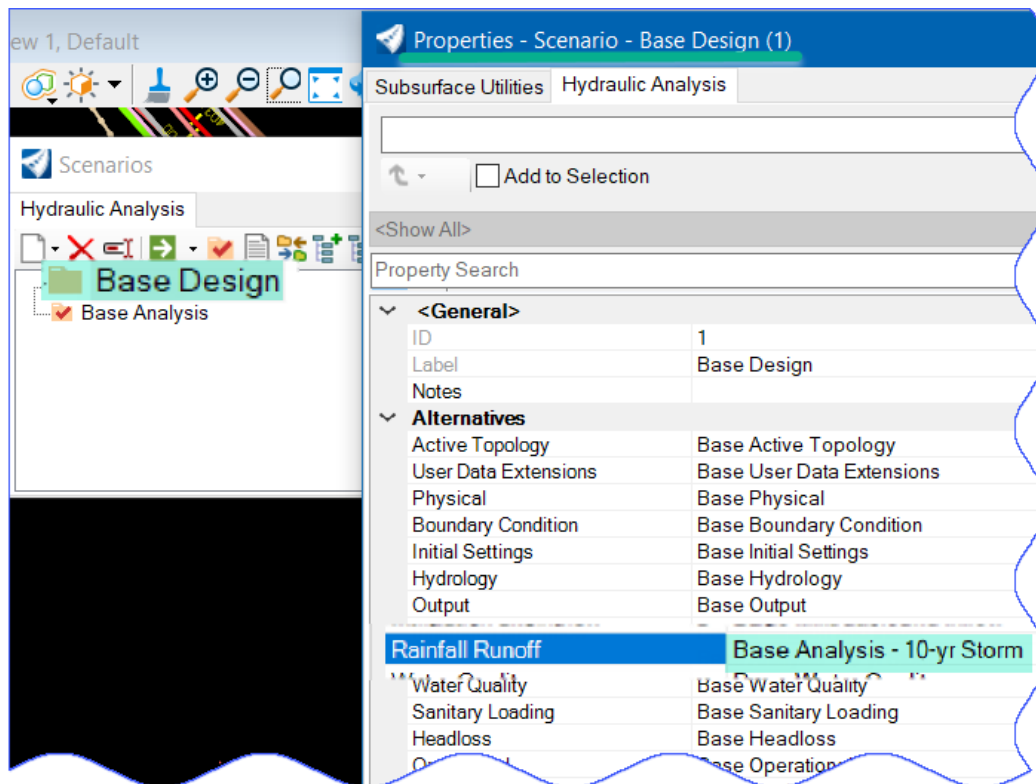 ew 1, Default
Scenarios
Hydraulic Analysis
Base Design
Base Analysis
Properties - Scenario - Base Design (1)
Subsurface Utilities Hydraulic Analysis
Add to Selection
<Show All>
Property Search
<General>
ID 1
Label Base Design
Notes
Alternatives
Active Topology Base Active Topology
User Data Extensions Base User Data Extensions
Physical Base Physical
Boundary Condition Base Boundary Condition
Initial Settings Base Initial Settings
Hydrology Base Hydrology
Output Base Output
Rainfall Runoff Base Analysis - 10-yr Storm
Water Quality Base Water Quality
Sanitary Loading Base Sanitary Loading
Headloss Base Headloss
Base Operational